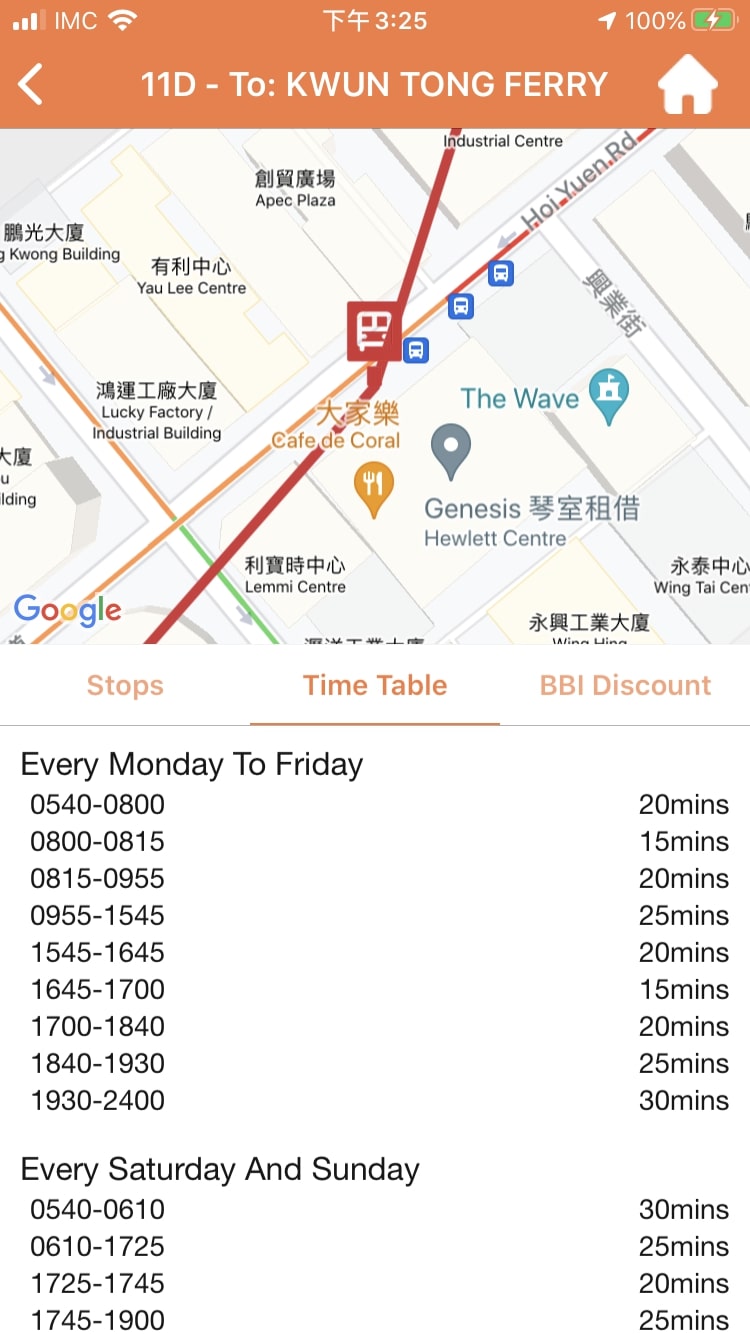 IMC 下午3:25 100%
11D - To: KWUN TONG FERRY
Industrial Centre
Hoi Yuen Rd
創貿廣場
Apec Plaza
鵬光大廈
g Kwong Building
有利中心
Yau Lee Centre
興業街
鴻運工廠大廈
Lucky Factory /
Industrial Building
The Wave
大家樂
Cafe de Coral
大廈
u
ilding
Genesis 琴室租借
Hewlett Centre
利寶時中心
Lemmi Centre
永泰中心
Wing Tai Cen
Google
永興工業大廈
Wing Hing
Stops Time Table BBI Discount
Every Monday To Friday
0540-0800 20mins
0800-0815 15mins
0815-0955 20mins
0955-1545 25mins
1545-1645 20mins
1645-1700 15mins
1700-1840 20mins
1840-1930 25mins
1930-2400 30mins
Every Saturday And Sunday
0540-0610 30mins
0610-1725 25mins
1725-1745 20mins
1745-1900 25mins